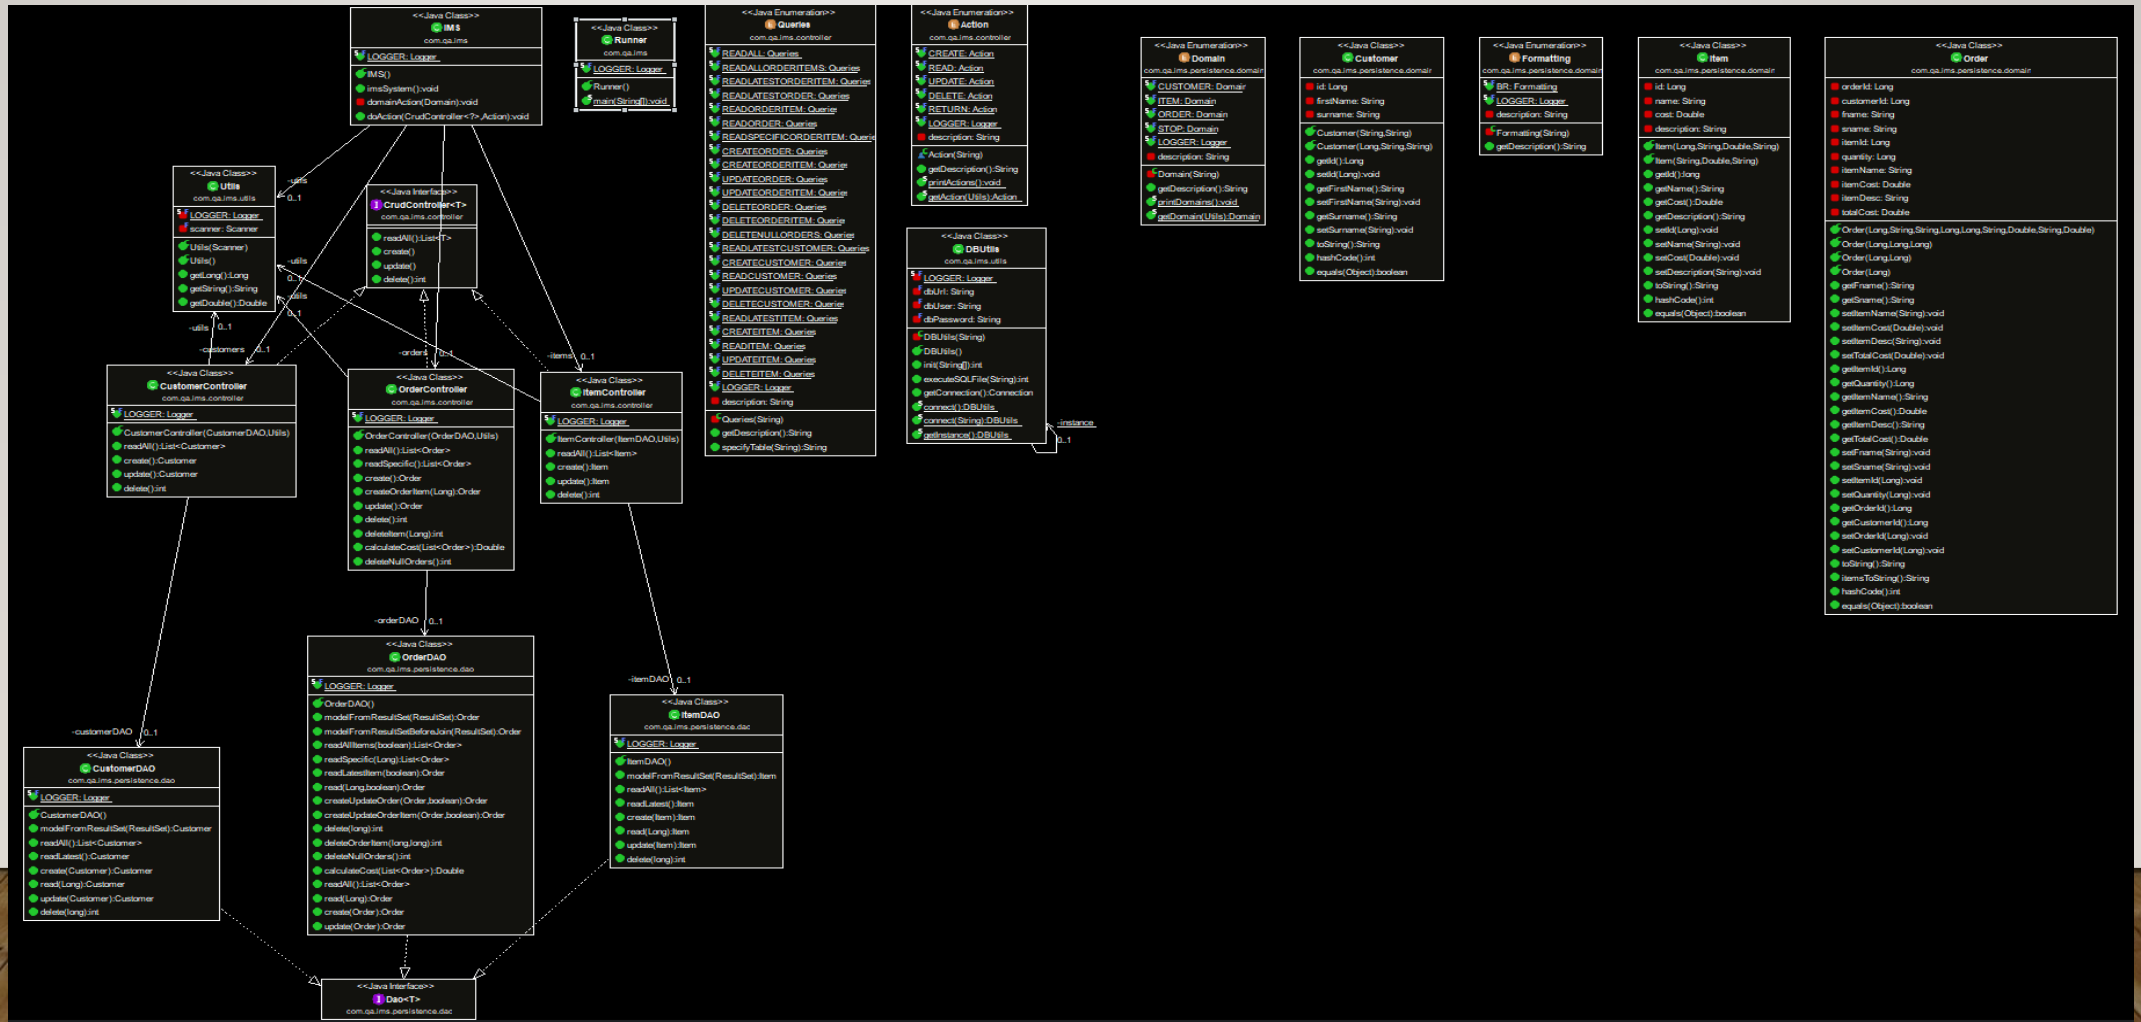 <<Java Class>>
IMS
com.qa.ims
LOGGER: Logger
IMS()
imsSystem():void
domainAction(Domain):void
doAction(CrudController<?>,Action):void
<<Java Class>>
Runner
com.qa.ims
LOGGER: Logger
Runner()
main(String[]):void
<<Java Enumeration>>
Queries
com.qa.ims.controller
READALL: Queries
READALLORDERITEMS: Queries
READLATESTORDERITEM: Queries
READLATESTORDER: Queries
READORDERITEM: Queries
READORDER: Queries
READSPECIFICORDERITEM: Querie
CREATEORDER: Queries
CREATEORDERITEM: Queries
UPDATEORDER: Queries
UPDATEORDERITEM: Queries
DELETEORDER: Queries
DELETEORDERITEM: Queries
DELETENULLORDERS: Queries
READLATESTCUSTOMER: Queries
CREATECUSTOMER: Queries
READCUSTOMER: Queries
UPDATECUSTOMER: Queries
DELETECUSTOMER: Queries
READLATESTITEM: Queries
CREATEITEM: Queries
READITEM: Queries
UPDATEITEM: Queries
DELETEITEM: Queries
LOGGER: Logger
description: String
Queries(String)
getDescription():String
specifyTable(String):String
<<Java Enumeration>>
Action
com.qa.ims.controller
CREATE: Action
READ: Action
UPDATE: Action
DELETE: Action
RETURN: Action
LOGGER: Logger
description: String
Action(String)
getDescription():String
printActions():void
getAction(Utils):Action
<<Java Enumeration>>
Domain
com.qa.ims.persistence.domain
CUSTOMER: Domain
ITEM: Domain
ORDER: Domain
STOP: Domain
LOGGER: Logger
description: String
Domain(String)
getDescription():String
printDomains():void
getDomain(Utils):Domain
<<Java Class>>
Customer
com.qa.ims.persistence.domain
id: Long
firstName: String
surname: String
Customer(String,String)
Customer(Long,String,String)
getId():Long
setId(Long):void
getFirstName():String
setFirstName(String):void
getSurname():String
setSurname(String):void
toString():String
hashCode():int
equals(Object):boolean
<<Java Enumeration>>
Formatting
com.qa.ims.persistence.domain
BR: Formatting
LOGGER: Logger
description: String
Formatting(String)
getDescription():String
<<Java Class>>
Item
com.qa.ims.persistence.domain
id: Long
name: String
cost: Double
description: String
Item(Long,String,Double,String)
Item(String,Double,String)
getId():long
getName():String
getCost():Double
getDescription():String
setId(Long):void
setName(String):void
setCost(Double):void
setDescription(String):void
toString():String
hashCode():int
equals(Object):boolean
<<Java Class>>
Order
com.qa.ims.persistence.domain
orderId: Long
customerId: Long
fname: String
sname: String
itemId: Long
quantity: Long
itemName: String
itemCost: Double
itemDesc: String
totalCost: Double
Order(Long,String,String,Long,Long,String,Double,String,Double)
Order(Long,Long,Long)
Order(Long,Long)
Order(Long)
getFname():String
getSname():String
setItemName(String):void
setItemCost(Double):void
setItemDesc(String):void
setTotalCost(Double):void
getItemId():Long
getQuantity():Long
getItemName():String
getItemCost():Double
getItemDesc():String
getTotalCost():Double
setFname(String):void
setSname(String):void
setItemId(Long):void
setQuantity(Long):void
getOrderId():Long
getCustomerId():Long
setOrderId(Long):void
setCustomerId(Long):void
toString():String
itemsToString():String
hashCode():int
equals(Object):boolean
<<Java Class>>
Utils
com.qa.ims.utils
LOGGER: Logger
scanner: Scanner
Utils(Scanner)
Utils()
getLong():Long
getString():String
getDouble():Double
-utils
0..1
<<Java Interface>>
CrudController<T>
com.qa.ims.controller
readAll():List<T>
create()
update()
delete():int
-utils
0..1
-utils
0..1
-utils
0..1
<<Java Class>>
DBUtils
com.qa.ims.utils
LOGGER: Logger
dbUrl: String
dbUser: String
dbPassword: String
DBUtils(String)
DBUtils()
init(String[]):int
executeSQLFile(String):int
getConnection():Connection
connect():DBUtils
connect(String):DBUtils
getInstance():DBUtils
-instance
0..1
-customers
0..1
-orders
0..1
-items
0..1
<<Java Class>>
CustomerController
com.qa.ims.controller
LOGGER: Logger
CustomerController(CustomerDAO,Utils)
readAll():List<Customer>
create():Customer
update():Customer
delete():int
<<Java Class>>
OrderController
com.qa.ims.controller
LOGGER: Logger
OrderController(OrderDAO,Utils)
readAll():List<Order>
readSpecific():List<Order>
create():Order
createOrderItem(Long):Order
update():Order
delete():int
deleteItem(Long):int
calculateCost(List<Order>):Double
deleteNullOrders():int
<<Java Class>>
ItemController
com.qa.ims.controller
LOGGER: Logger
ItemController(ItemDAO,Utils)
readAll():List<Item>
create():Item
update():Item
delete():int
-orderDAO
0..1
<<Java Class>>
OrderDAO
com.qa.ims.persistence.dao
LOGGER: Logger
OrderDAO()
modelFromResultSet(ResultSet):Order
modelFromResultSetBeforeJoin(ResultSet):Order
readAllItems(boolean):List<Order>
readSpecific(Long):List<Order>
readLatestItem(boolean):Order
read(Long,boolean):Order
createUpdateOrder(Order,boolean):Order
createUpdateOrderItem(Order,boolean):Order
delete(long):int
deleteOrderItem(long,long):int
deleteNullOrders():int
calculateCost(List<Order>):Double
readAll():List<Order>
read(Long):Order
create(Order):Order
update(Order):Order
-itemDAO
0..1
<<Java Class>>
ItemDAO
com.qa.ims.persistence.dao
LOGGER: Logger
ItemDAO()
modelFromResultSet(ResultSet):Item
readAll():List<Item>
readLatest():Item
create(Item):Item
read(Long):Item
update(Item):Item
delete(long):int
-customerDAO
0..1
<<Java Class>>
CustomerDAO
com.qa.ims.persistence.dao
LOGGER: Logger
CustomerDAO()
modelFromResultSet(ResultSet):Customer
readAll():List<Customer>
readLatest():Customer
create(Customer):Customer
read(Long):Customer
update(Customer):Customer
delete(long):int
<<Java Interface>>
Dao<T>
com.qa.ims.persistence.dao